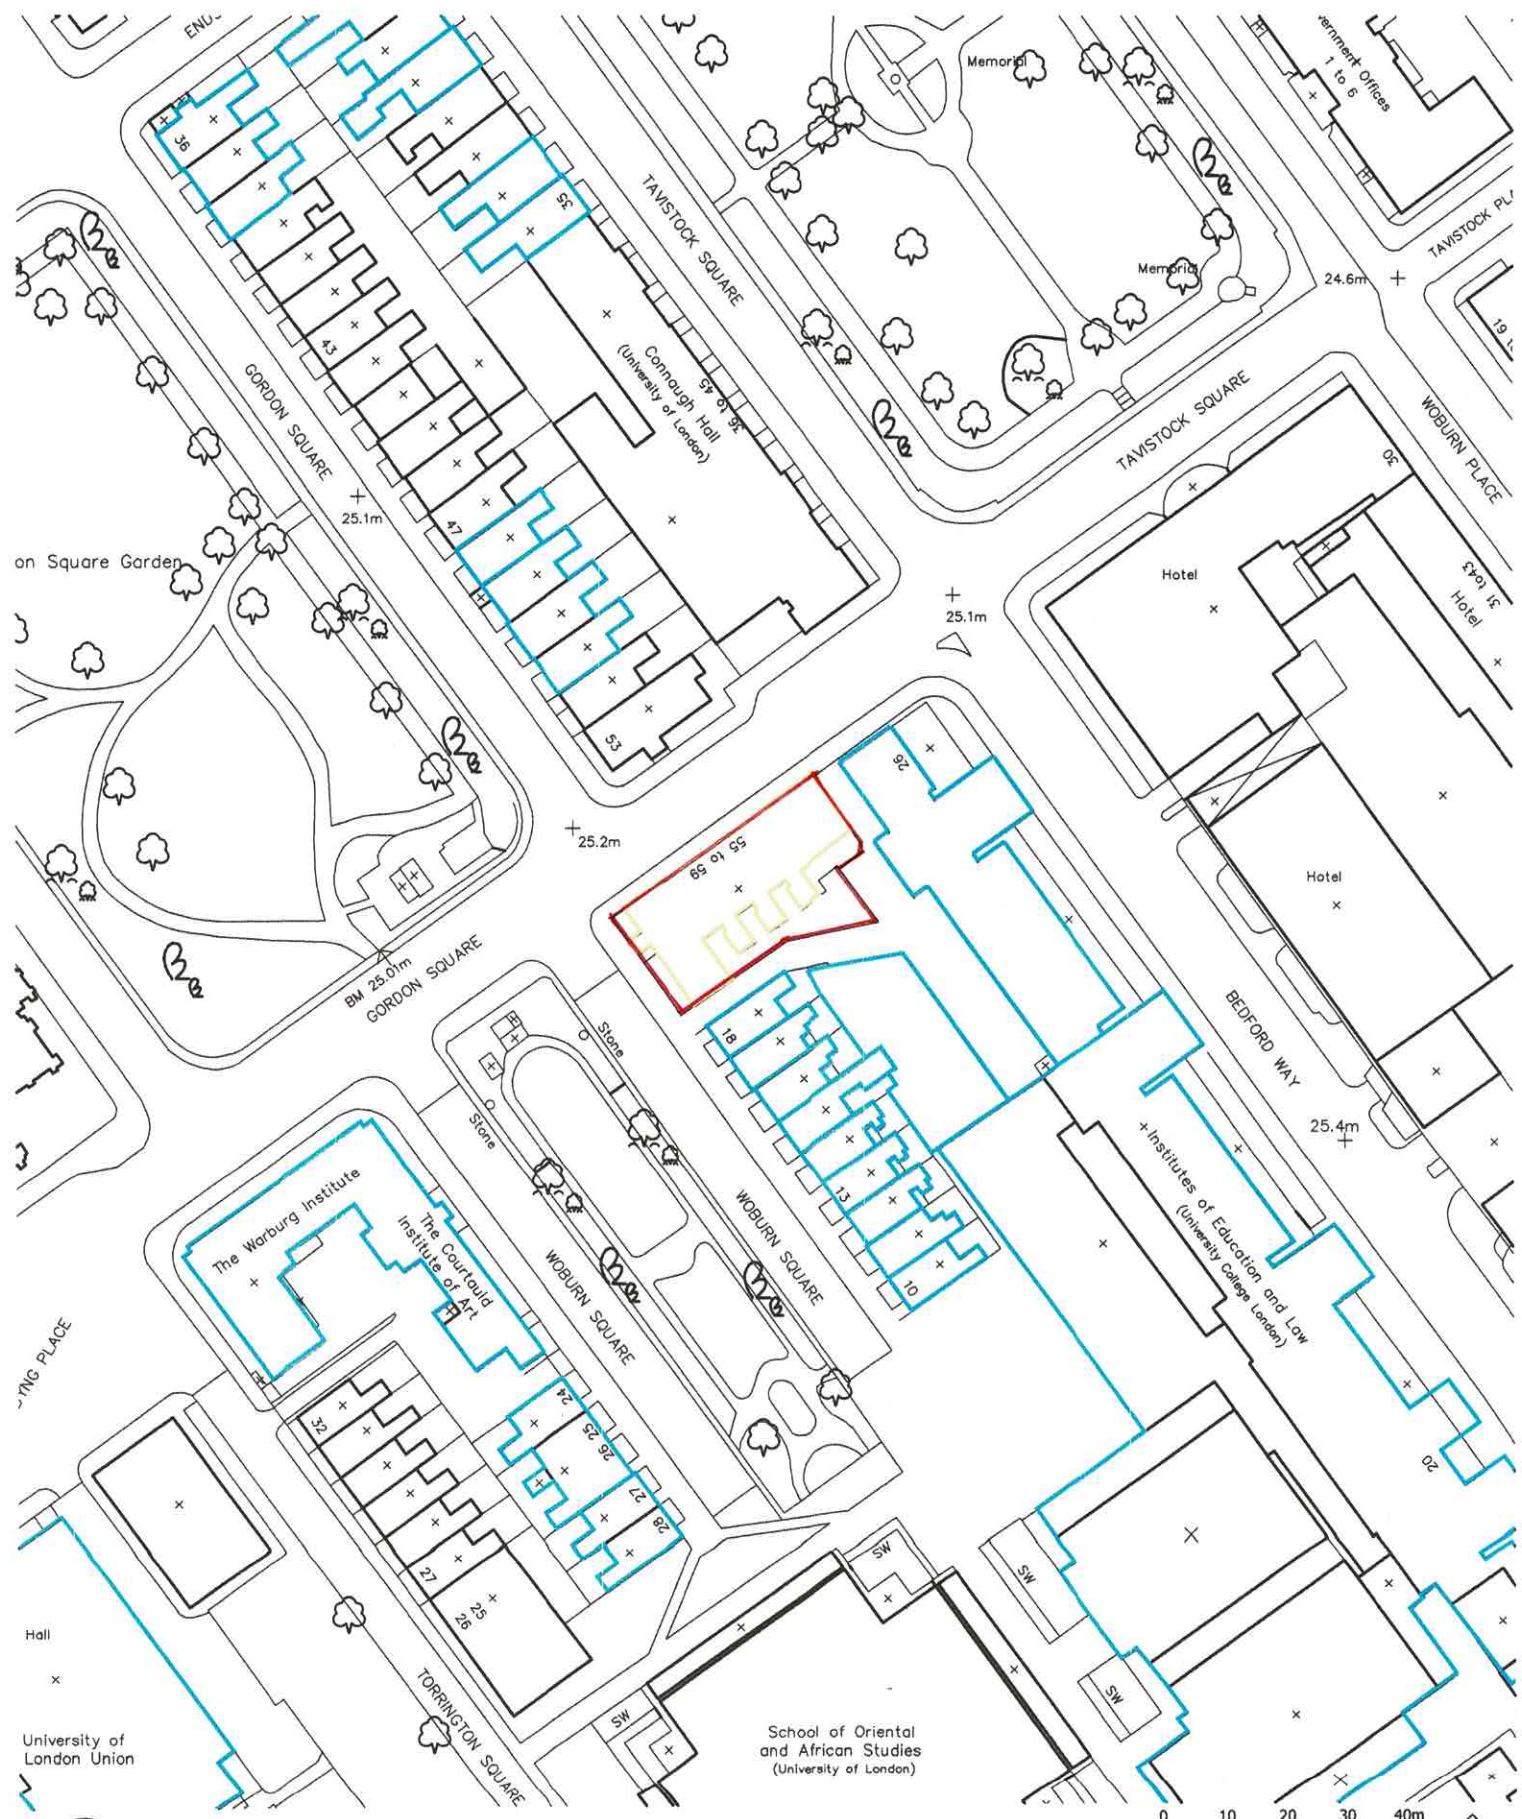 Memorial
1 to 6
36
35
TAVISTOCK SQUARE
Memorial
24.6m
19
43
GORDON SQUARE
Connaugh Hall
(University of London)
36 to 45
TAVISTOCK SQUARE
WOBURN PLACE
30
47
25.1m
on Square Garden
Hotel
31 to43
Hotel
25.1m
53
26
25.2m
55 to 59
Hotel
BM 25.01m
GORDON SQUARE
18
Stone
Stone
BEDFORD WAY
25.4m
The Warburg Institute
The Courtauld
Institute of Art
13
10
WOBURN SQUARE
WOBURN SQUARE
Institutes of Education and Law
(University College London)
YNG PLACE
32
24
25
26
27
28
20
27
25
26
SW
SW
SW
SW
Hall
University of
London Union
TORRINGTON SQUARE
School of Oriental
and African Studies
(University of London)
0 10 20 30 40m